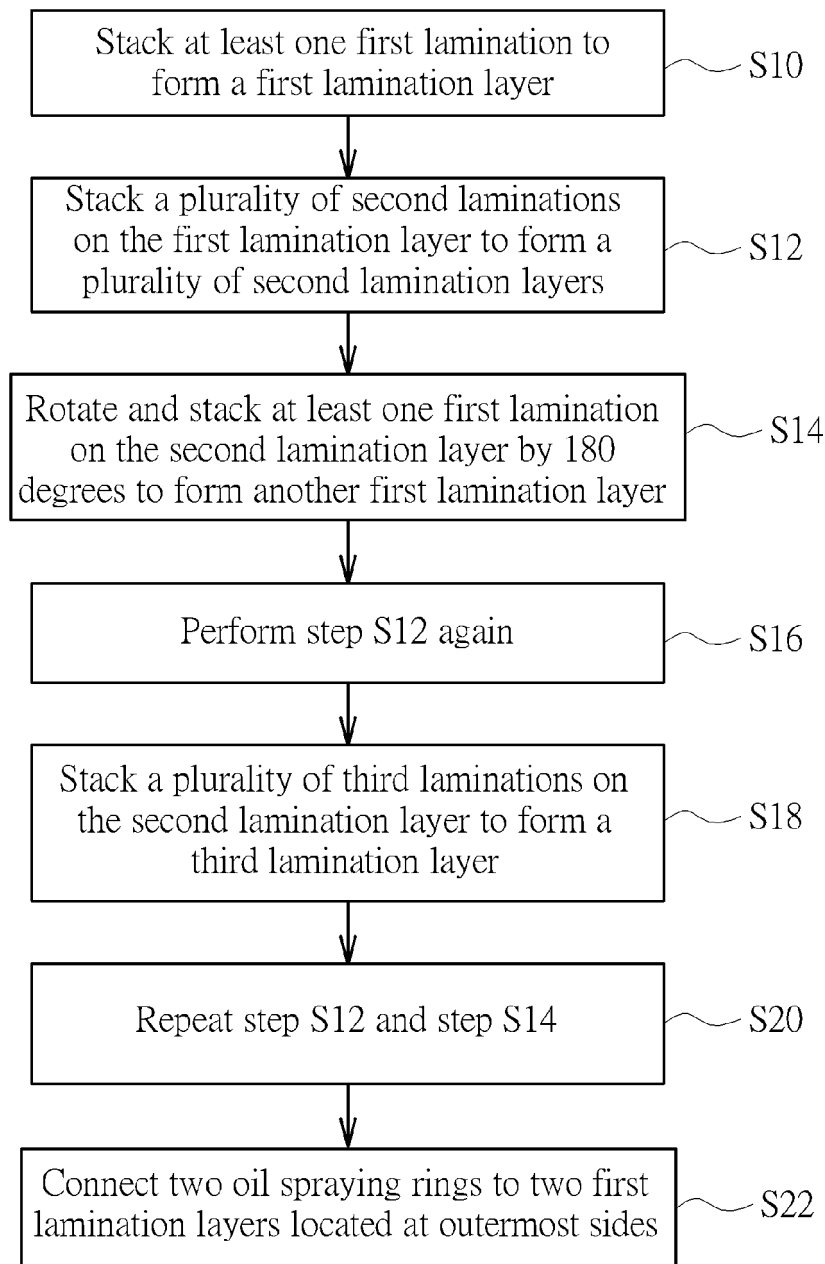 Stack at least one first lamination to
form a first lamination layer
S10
Stack a plurality of second laminations
on the first lamination layer to form a
plurality of second lamination layers
S12
Rotate and stack at least one first lamination
on the second lamination layer by 180
degrees to form another first lamination layer
S14
Perform step S12 again
S16
Stack a plurality of third laminations on
the second lamination layer to form a
third lamination layer
S18
Repeat step S12 and step S14
S20
Connect two oil spraying rings to two first
lamination layers located at outermost sides
S22